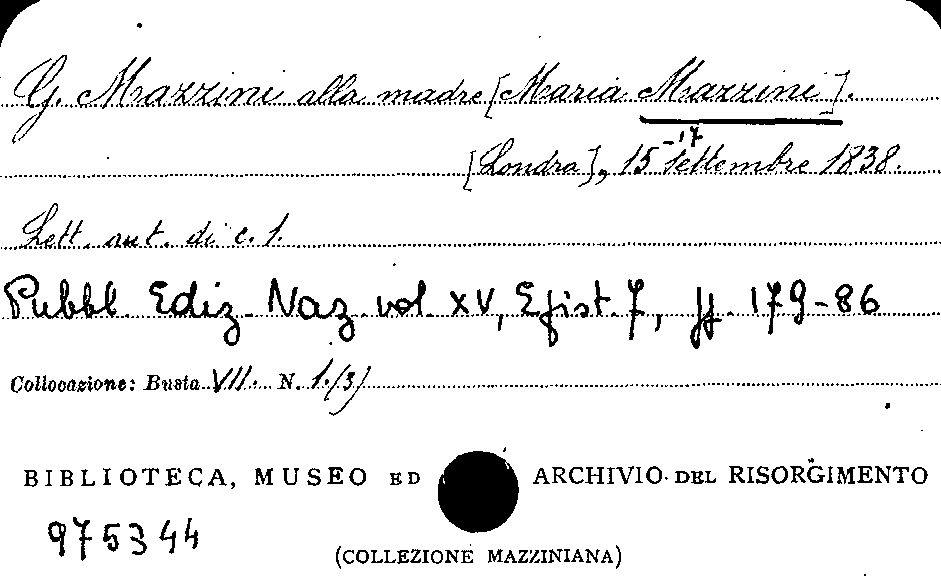 G. Mazzini alla madre [Maria Mazzini].
[Londra], 15-17 Settembre 1838.
Lett. aut. di c. 1.
Pubbl. Ediz. Naz. vol. XV, Epist. 7, pp. 179-86
Collocazione: Busta VII. N. 1.(3)
BIBLIOTECA, MUSEO ED ARCHIVIO DEL RISORGIMENTO
975344
(COLLEZIONE MAZZINIANA)